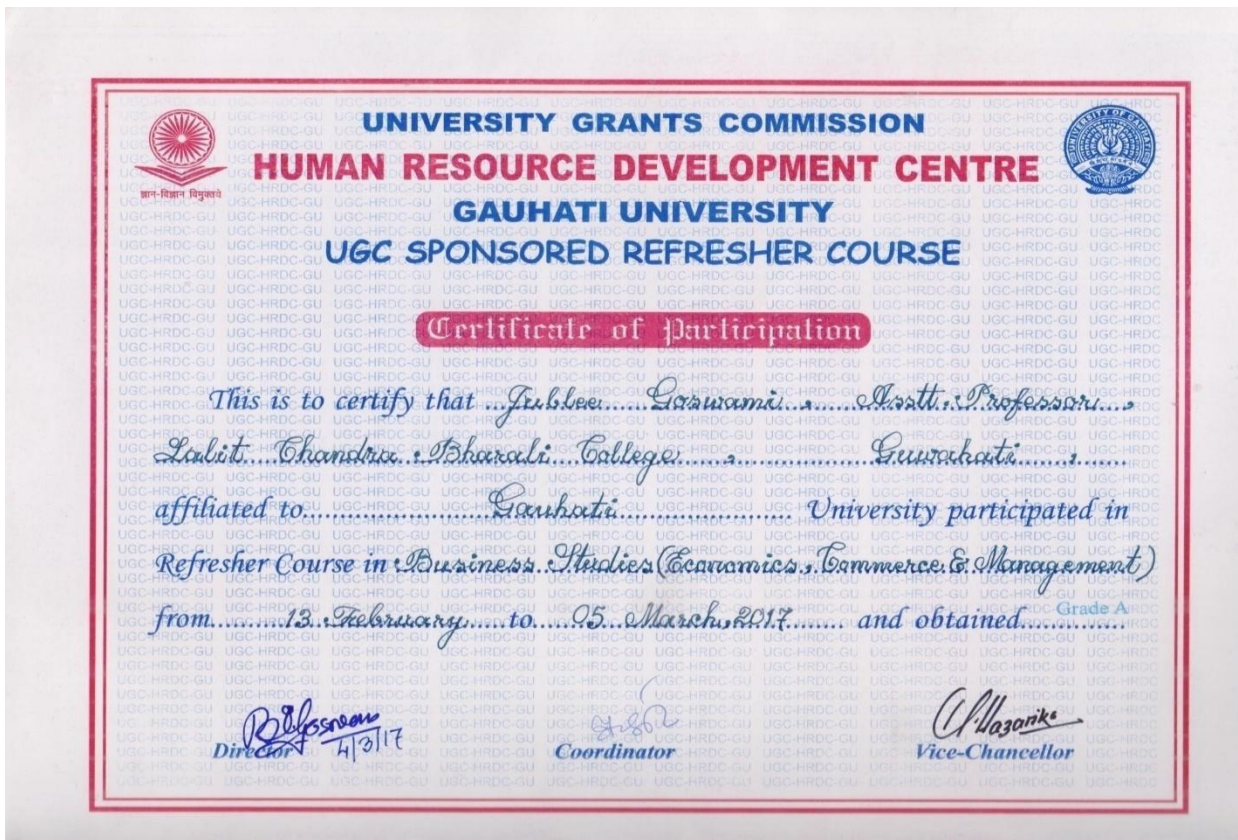 UNIVERSITY GRANTS COMMISSION
HUMAN RESOURCE DEVELOPMENT CENTRE
ज्ञान-विज्ञान विमुक्तये
GAUHATI UNIVERSITY
UGC SPONSORED REFRESHER COURSE
Certificate of Participation
This is to certify that Jublee Goswami, Asstt. Professor,
Lalit Chandra Bharali College, Guwahati,
affiliated to Gauhati University participated in
Refresher Course in Business Studies (Economics, Commerce & Management)
from 13 February to 05 March, 2017 and obtained Grade A
4/3/17
Director Coordinator Vice-Chancellor